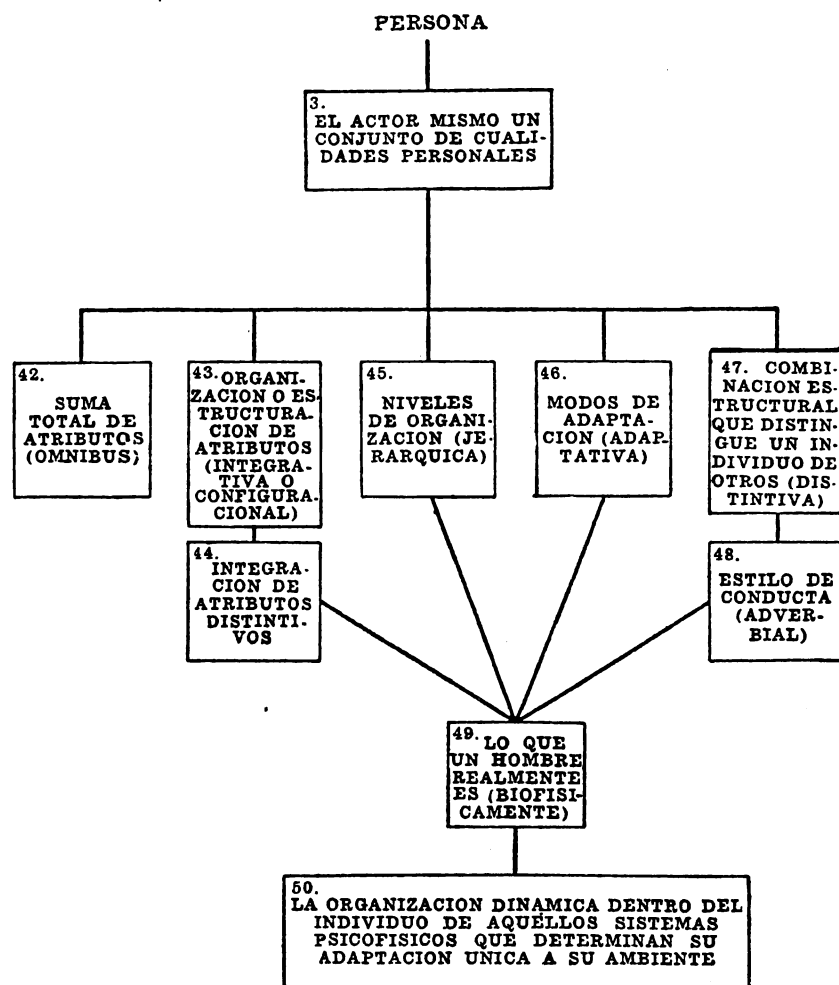 PERSONA
3.
EL ACTOR MISMO UN
CONJUNTO DE CUALI-
DADES PERSONALES
42.
SUMA
TOTAL DE
ATRIBUTOS
(OMNIBUS)
43. ORGANI-
ZACION O ES-
TRUCTURA-
CION DE
ATRIBUTOS
(INTEGRA-
TIVA O
CONFIGURA-
CIONAL)
44.
INTEGRA-
CION DE
ATRIBUTOS
DISTINTI-
VOS
45.
NIVELES
DE ORGANI-
ZACION (JE-
RARQUICA)
46.
MODOS DE
ADAPTA-
CION (ADAP-
TATIVA)
47. COMBI-
NACION ES-
TRUCTURAL
QUE DISTIN-
GUE UN IN-
DIVIDUO DE
OTROS (DIS-
TINTIVA)
48.
ESTILO DE
CONDUCTA
(ADVER-
BIAL)
49. LO QUE
UN HOMBRE
REALMENTE
ES (BIOFISI-
CAMENTE)
50.
LA ORGANIZACION DINAMICA DENTRO DEL
INDIVIDUO DE AQUÉLLOS SISTEMAS
PSICOFISICOS QUE DETERMINAN SU
ADAPTACION UNICA A SU AMBIENTE